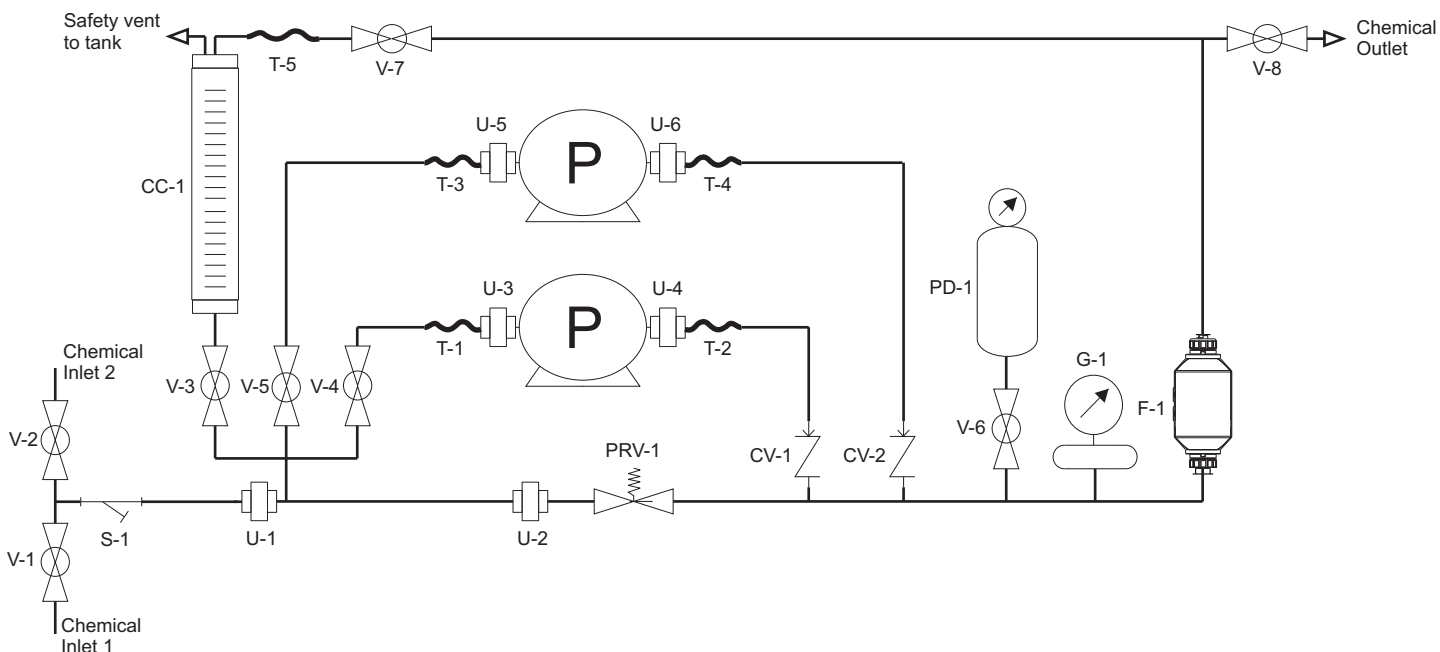 Safety vent
to tank
T-5
V-7
V-8
Chemical
Outlet
CC-1
U-5
P
U-6
T-3
T-4
U-3
P
U-4
T-1
T-2
PD-1
G-1
F-1
Chemical
Inlet 2
V-3
V-5
V-4
V-2
V-6
PRV-1
CV-1
CV-2
S-1
U-1
U-2
V-1
Chemical
Inlet 1